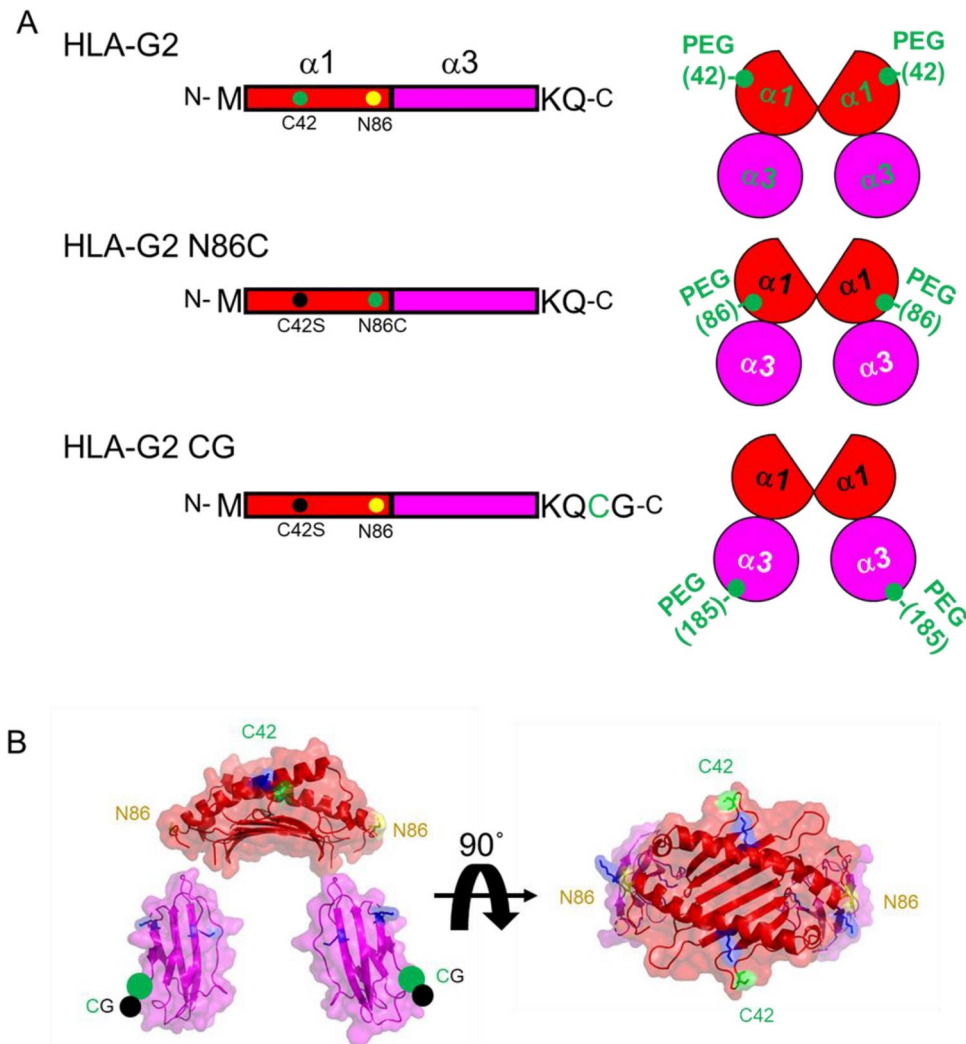 A
HLA-G2
α1 α3
N- M KQ-C
C42 N86
PEG (42)
PEG (42)
α1 α1
α3 α3
HLA-G2 N86C
N- M KQ-C
C42S N86C
PEG (86)
PEG (86)
α1 α1
α3 α3
HLA-G2 CG
N- M KQCG-C
C42S N86
α1 α1
α3 α3
PEG (185)
PEG (185)
B
C42
N86 N86
CG CG
90°
C42
N86 N86
C42